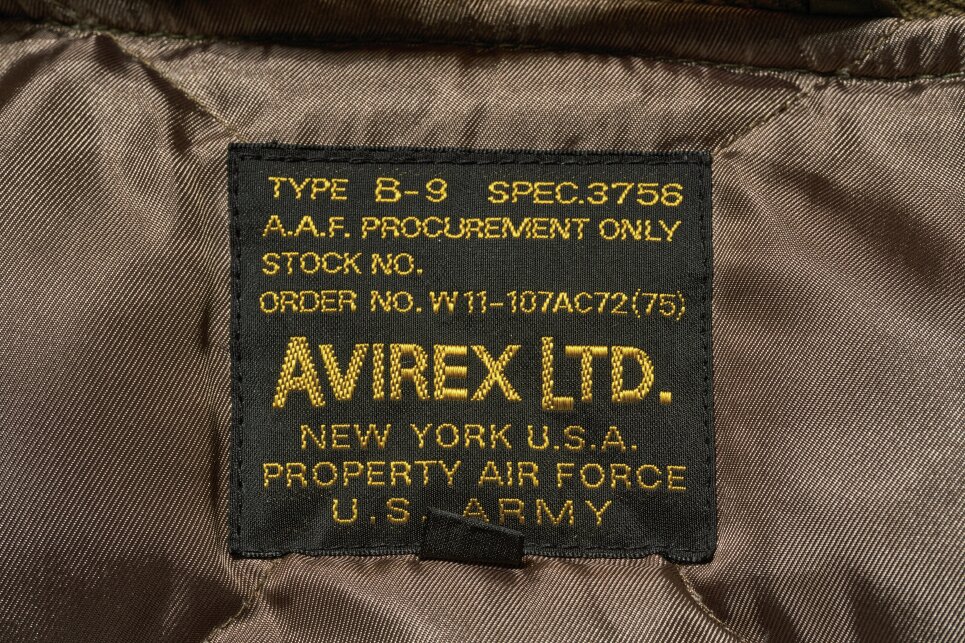 TYPE B-9 SPEC.3756
A.A.F. PROCUREMENT ONLY
STOCK NO.
ORDER NO. W11-107AC72(75)
AVIREX LTD.
NEW YORK U.S.A.
PROPERTY AIR FORCE
U.S. ARMY